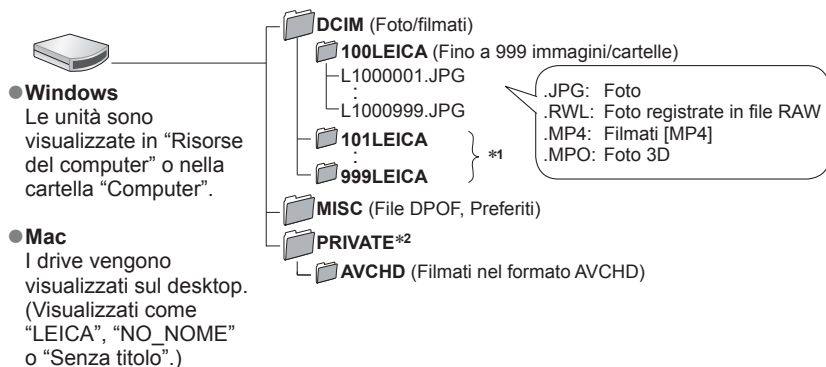 ●Windows
Le unità sono
visualizzate in “Risorse
del computer” o nella
cartella “Computer”.
●Mac
I drive vengono
visualizzati sul desktop.
(Visualizzati come
“LEICA”, “NO_NOME”
o “Senza titolo”.)
DCIM (Foto/filmati)
100LEICA (Fino a 999 immagini/cartelle)
L1000001.JPG
:
L1000999.JPG
101LEICA
:
999LEICA
*1
MISC (File DPOF, Preferiti)
PRIVATE*2
AVCHD (Filmati nel formato AVCHD)
.JPG: Foto
.RWL: Foto registrate in file RAW
.MP4: Filmati [MP4]
.MPO: Foto 3D